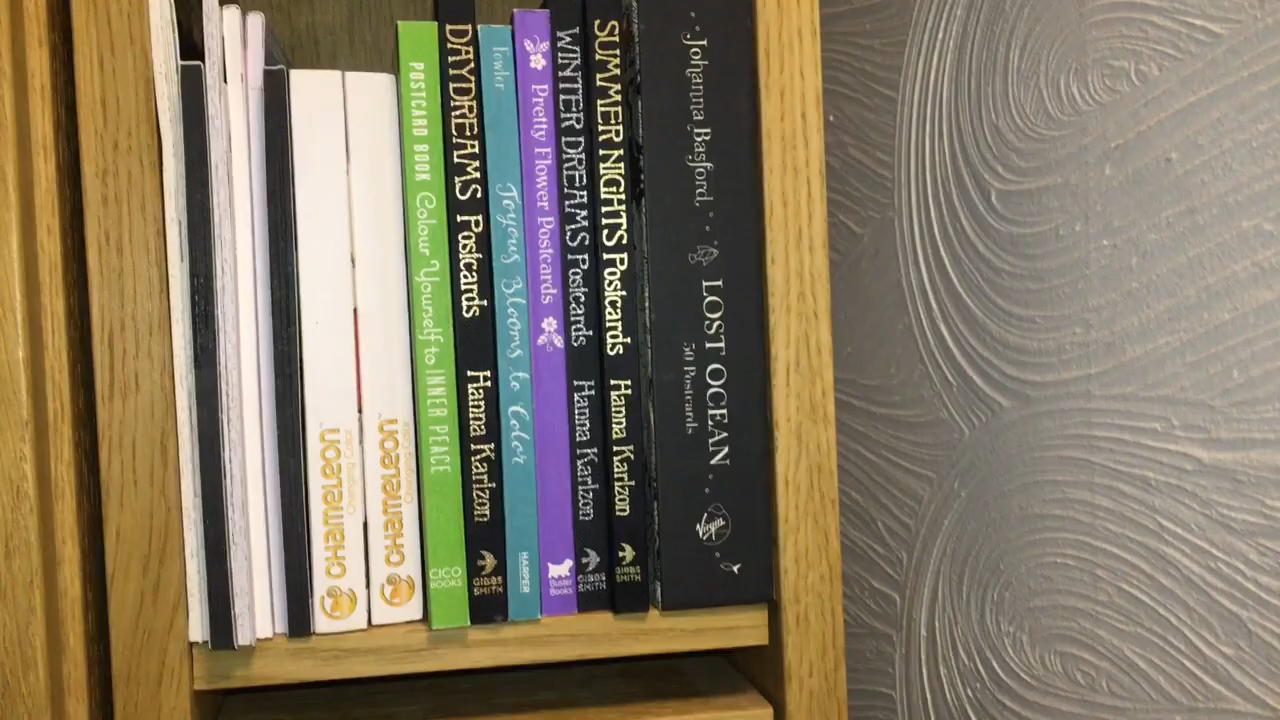 CHameLeon™
CHameLeon™
POSTCARD BOOK Colour Yourself to INNER PEACE
CICO
BOOKS
DAYDREAMS Postcards Hanna Karlzon
GIBBS
SMITH
Fowler Joyous Blooms to Color
HARPER
Pretty Flower Postcards
Buster
Books
WINTER DREAMS Postcards Hanna Karlzon
GIBBS
SMITH
SUMMER NIGHTS Postcards Hanna Karlzon
GIBBS
SMITH
Johanna Basford LOST OCEAN
50 Postcards
Virgin